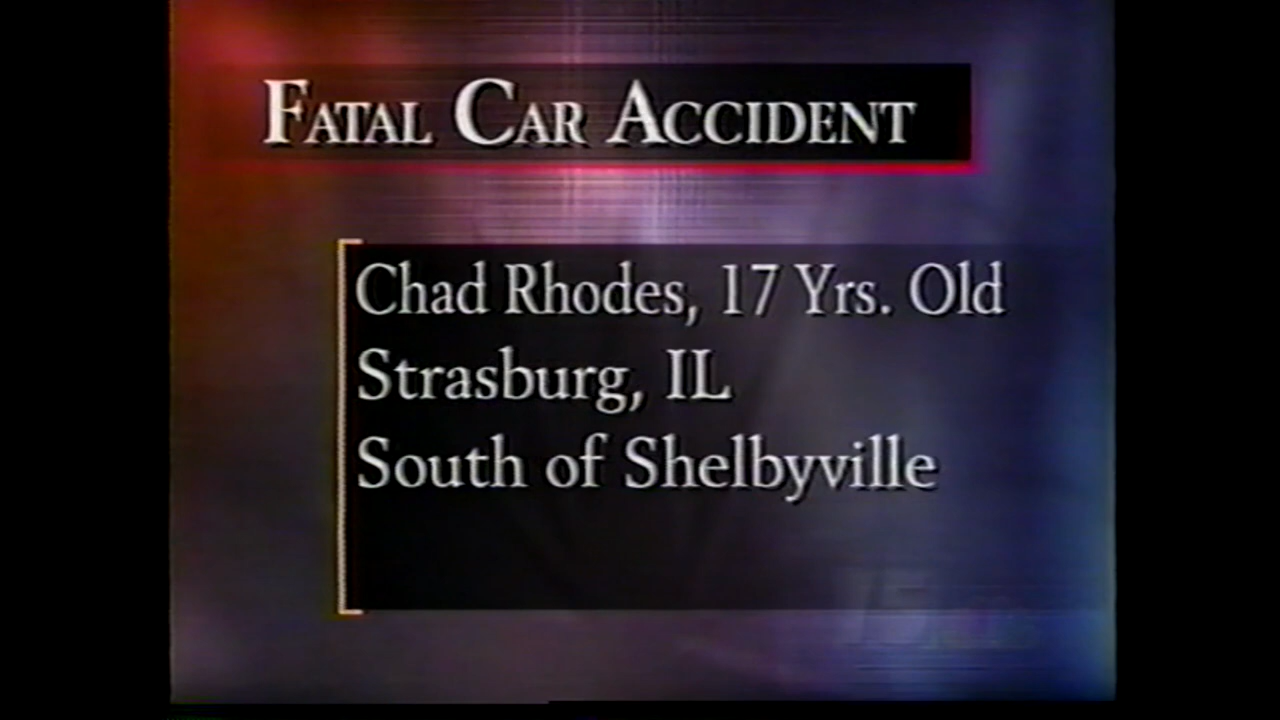 FATAL CAR ACCIDENT
Chad Rhodes, 17 Yrs. Old
Strasburg, IL
South of Shelbyville